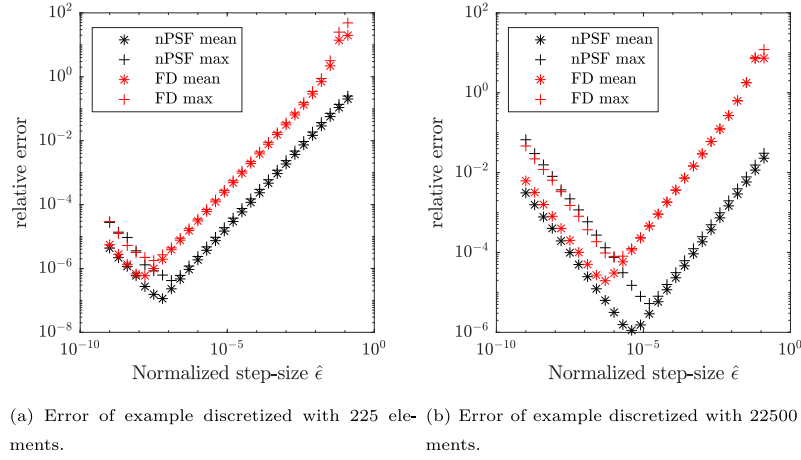 nPSF mean
nPSF max
FD mean
FD max
10^2
10^0
10^-2
10^-4
10^-6
10^-8
relative error
10^-10
10^-5
10^0
Normalized step-size ε̂
(a) Error of example discretized with 225 ele-
ments.
nPSF mean
nPSF max
FD mean
FD max
10^2
10^0
10^-2
10^-4
10^-6
relative error
10^-10
10^-5
10^0
Normalized step-size ε̂
(b) Error of example discretized with 22500
ments.